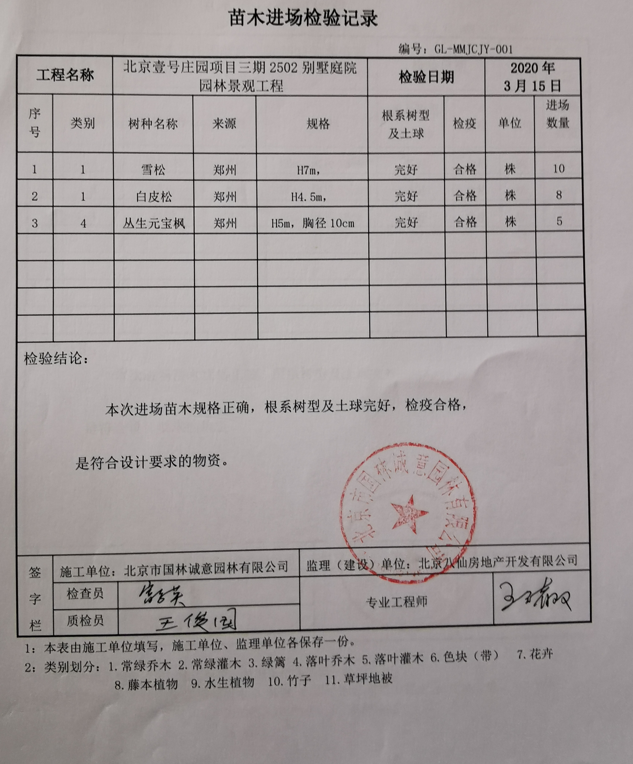 苗木进场检验记录
编号：GL-MMJCJY-001
工程名称 北京壹号庄园项目三期2502别墅庭院园林景观工程 检验日期 2020年3月15日
序号 类别 树种名称 来源 规格 根系树型及土球 检疫 单位 进场数量
1 1 雪松 郑州 H7m， 完好 合格 株 10
2 1 白皮松 郑州 H4.5m， 完好 合格 株 8
3 4 丛生元宝枫 郑州 H5m，胸径10cm 完好 合格 株 5
检验结论：
本次进场苗木规格正确，根系树型及土球完好，检疫合格，
是符合设计要求的物资。
北京市国林诚意园林有限公司
签字栏 施工单位：北京市国林诚意园林有限公司 监理（建设）单位：北京八仙房地产开发有限公司
检查员 专业工程师
质检员 王俊国
1：本表由施工单位填写，施工单位、监理单位各保存一份。
2：类别划分：1.常绿乔木 2.常绿灌木 3.绿篱 4.落叶乔木 5.落叶灌木 6.色块（带） 7.花卉
8.藤本植物 9.水生植物 10.竹子 11.草坪地被